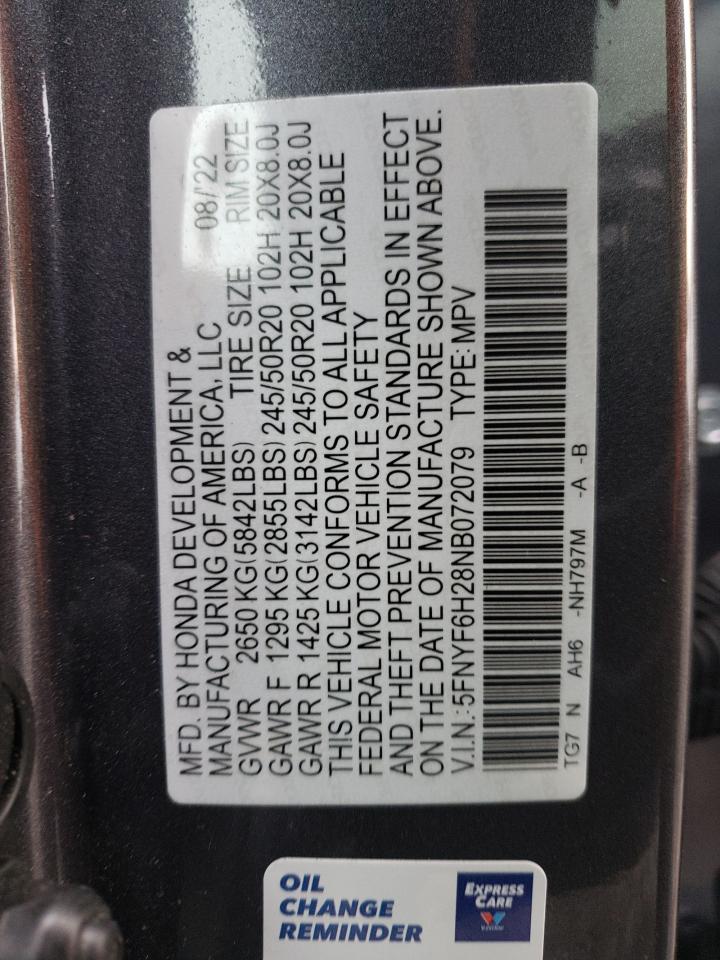 MFD. BY HONDA DEVELOPMENT &
MANUFACTURING OF AMERICA, LLC 08/'22
GVWR 2650 KG(5842LBS) TIRE SIZE RIM SIZE
GAWR F 1295 KG(2855LBS) 245/50R20 102H 20X8.0J
GAWR R 1425 KG(3142LBS) 245/50R20 102H 20X8.0J
THIS VEHICLE CONFORMS TO ALL APPLICABLE
FEDERAL MOTOR VEHICLE SAFETY
AND THEFT PREVENTION STANDARDS IN EFFECT
ON THE DATE OF MANUFACTURE SHOWN ABOVE.
V.I.N.:5FNYF6H28NB072079 TYPE: MPV
TG7 N AH6 -NH797M -A -B
OIL
CHANGE
REMINDER
EXPRESS
CARE